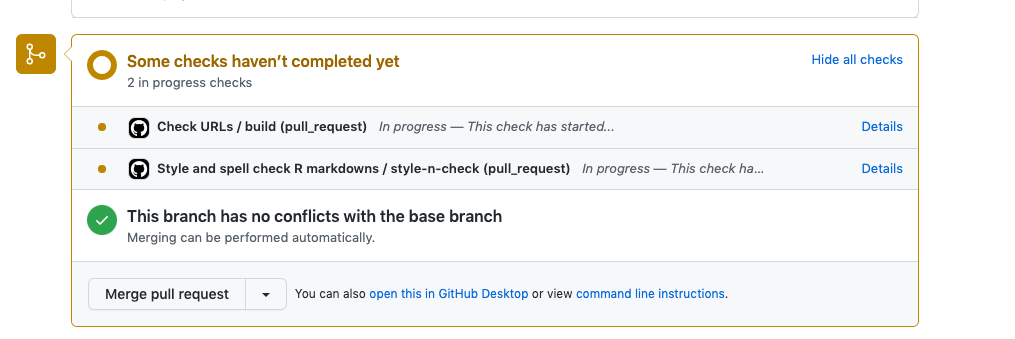 Some checks haven’t completed yet
Hide all checks
2 in progress checks
Check URLs / build (pull_request) In progress — This check has started...
Details
Style and spell check R markdowns / style-n-check (pull_request) In progress — This check ha...
Details
This branch has no conflicts with the base branch
Merging can be performed automatically.
Merge pull request
You can also open this in GitHub Desktop or view command line instructions.